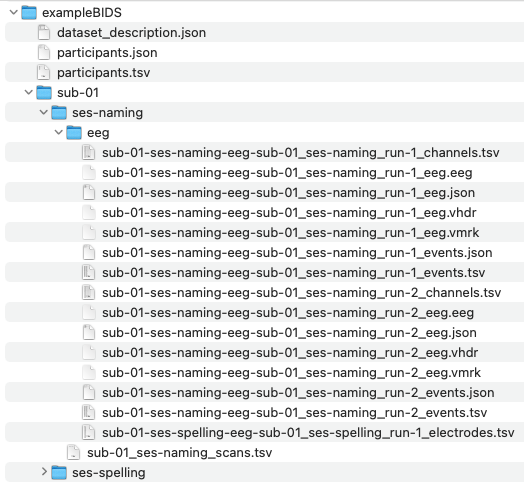 exampleBIDS
dataset_description.json
participants.json
participants.tsv
sub-01
ses-naming
eeg
sub-01-ses-naming-eeg-sub-01_ses-naming_run-1_channels.tsv
sub-01-ses-naming-eeg-sub-01_ses-naming_run-1_eeg.eeg
sub-01-ses-naming-eeg-sub-01_ses-naming_run-1_eeg.json
sub-01-ses-naming-eeg-sub-01_ses-naming_run-1_eeg.vhdr
sub-01-ses-naming-eeg-sub-01_ses-naming_run-1_eeg.vmrk
sub-01-ses-naming-eeg-sub-01_ses-naming_run-1_events.json
sub-01-ses-naming-eeg-sub-01_ses-naming_run-1_events.tsv
sub-01-ses-naming-eeg-sub-01_ses-naming_run-2_channels.tsv
sub-01-ses-naming-eeg-sub-01_ses-naming_run-2_eeg.eeg
sub-01-ses-naming-eeg-sub-01_ses-naming_run-2_eeg.json
sub-01-ses-naming-eeg-sub-01_ses-naming_run-2_eeg.vhdr
sub-01-ses-naming-eeg-sub-01_ses-naming_run-2_eeg.vmrk
sub-01-ses-naming-eeg-sub-01_ses-naming_run-2_events.json
sub-01-ses-naming-eeg-sub-01_ses-naming_run-2_events.tsv
sub-01-ses-spelling-eeg-sub-01_ses-spelling_run-1_electrodes.tsv
sub-01_ses-naming_scans.tsv
ses-spelling